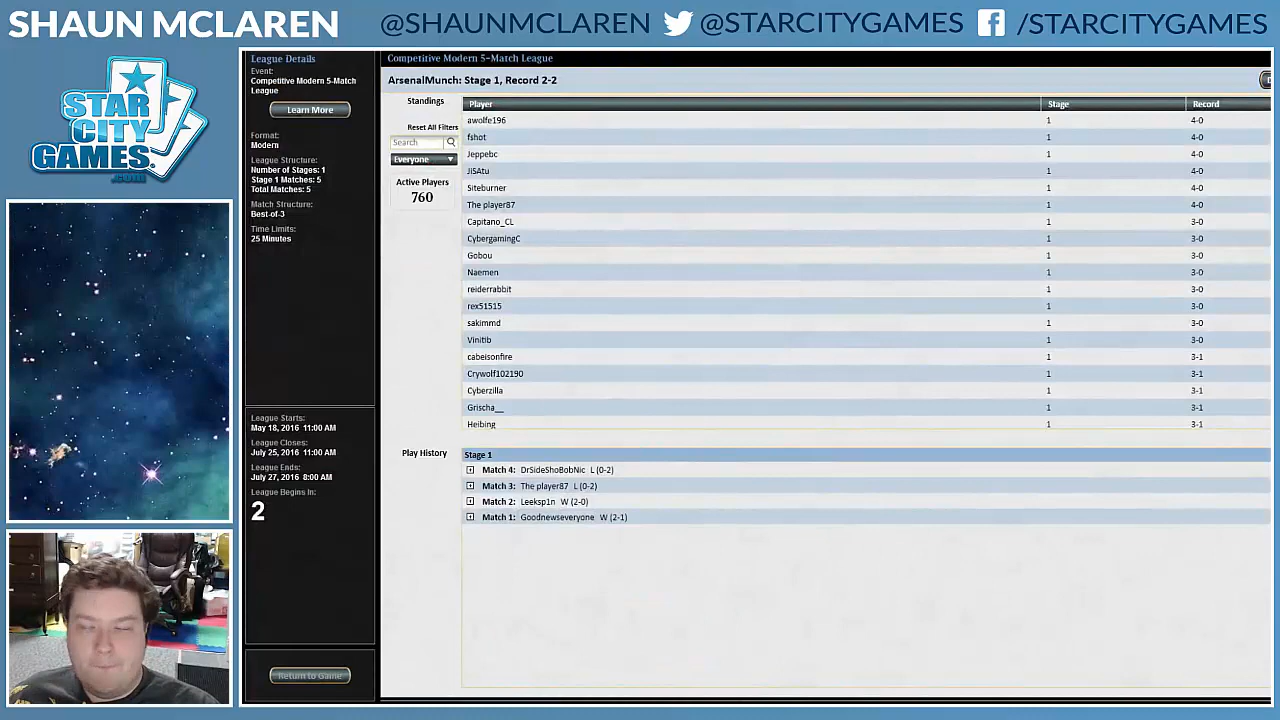 SHAUN MCLAREN @SHAUNMCLAREN @STARCITYGAMES /STARCITYGAMES
STAR
CITY
GAMES
.COM
League Details
Event:
Competitive Modern 5-Match
League
Learn More
Format:
Modern
League Structure:
Number of Stages: 1
Stage 1 Matches: 5
Total Matches: 5
Match Structure:
Best-of-3
Time Limits:
25 Minutes
League Starts:
May 18, 2016 11:00 AM
League Closes:
July 25, 2016 11:00 AM
League Ends:
July 27, 2016 8:00 AM
League Begins In:
2
Return to Game
Competitive Modern 5-Match League
ArsenalMunch: Stage 1, Record 2-2
Standings
Reset All Filters
Search
Everyone
Active Players
760
Player Stage Record
awolfe196 1 4-0
fshot 1 4-0
Jeppebc 1 4-0
JiSAtu 1 4-0
Siteburner 1 4-0
The player87 1 4-0
Capitano_CL 1 3-0
CybergamingC 1 3-0
Gobou 1 3-0
Naemen 1 3-0
reiderrabbit 1 3-0
rex51515 1 3-0
sakimmd 1 3-0
Vinitib 1 3-0
cabeisonfire 1 3-1
Crywolf102190 1 3-1
Cyberzilla 1 3-1
Grischa__ 1 3-1
Heibing 1 3-1
Play History
Stage 1
Match 4: DrSideShoBobNic L (0-2)
Match 3: The player87 L (0-2)
Match 2: Leeksp1n W (2-0)
Match 1: Goodnewseveryone W (2-1)